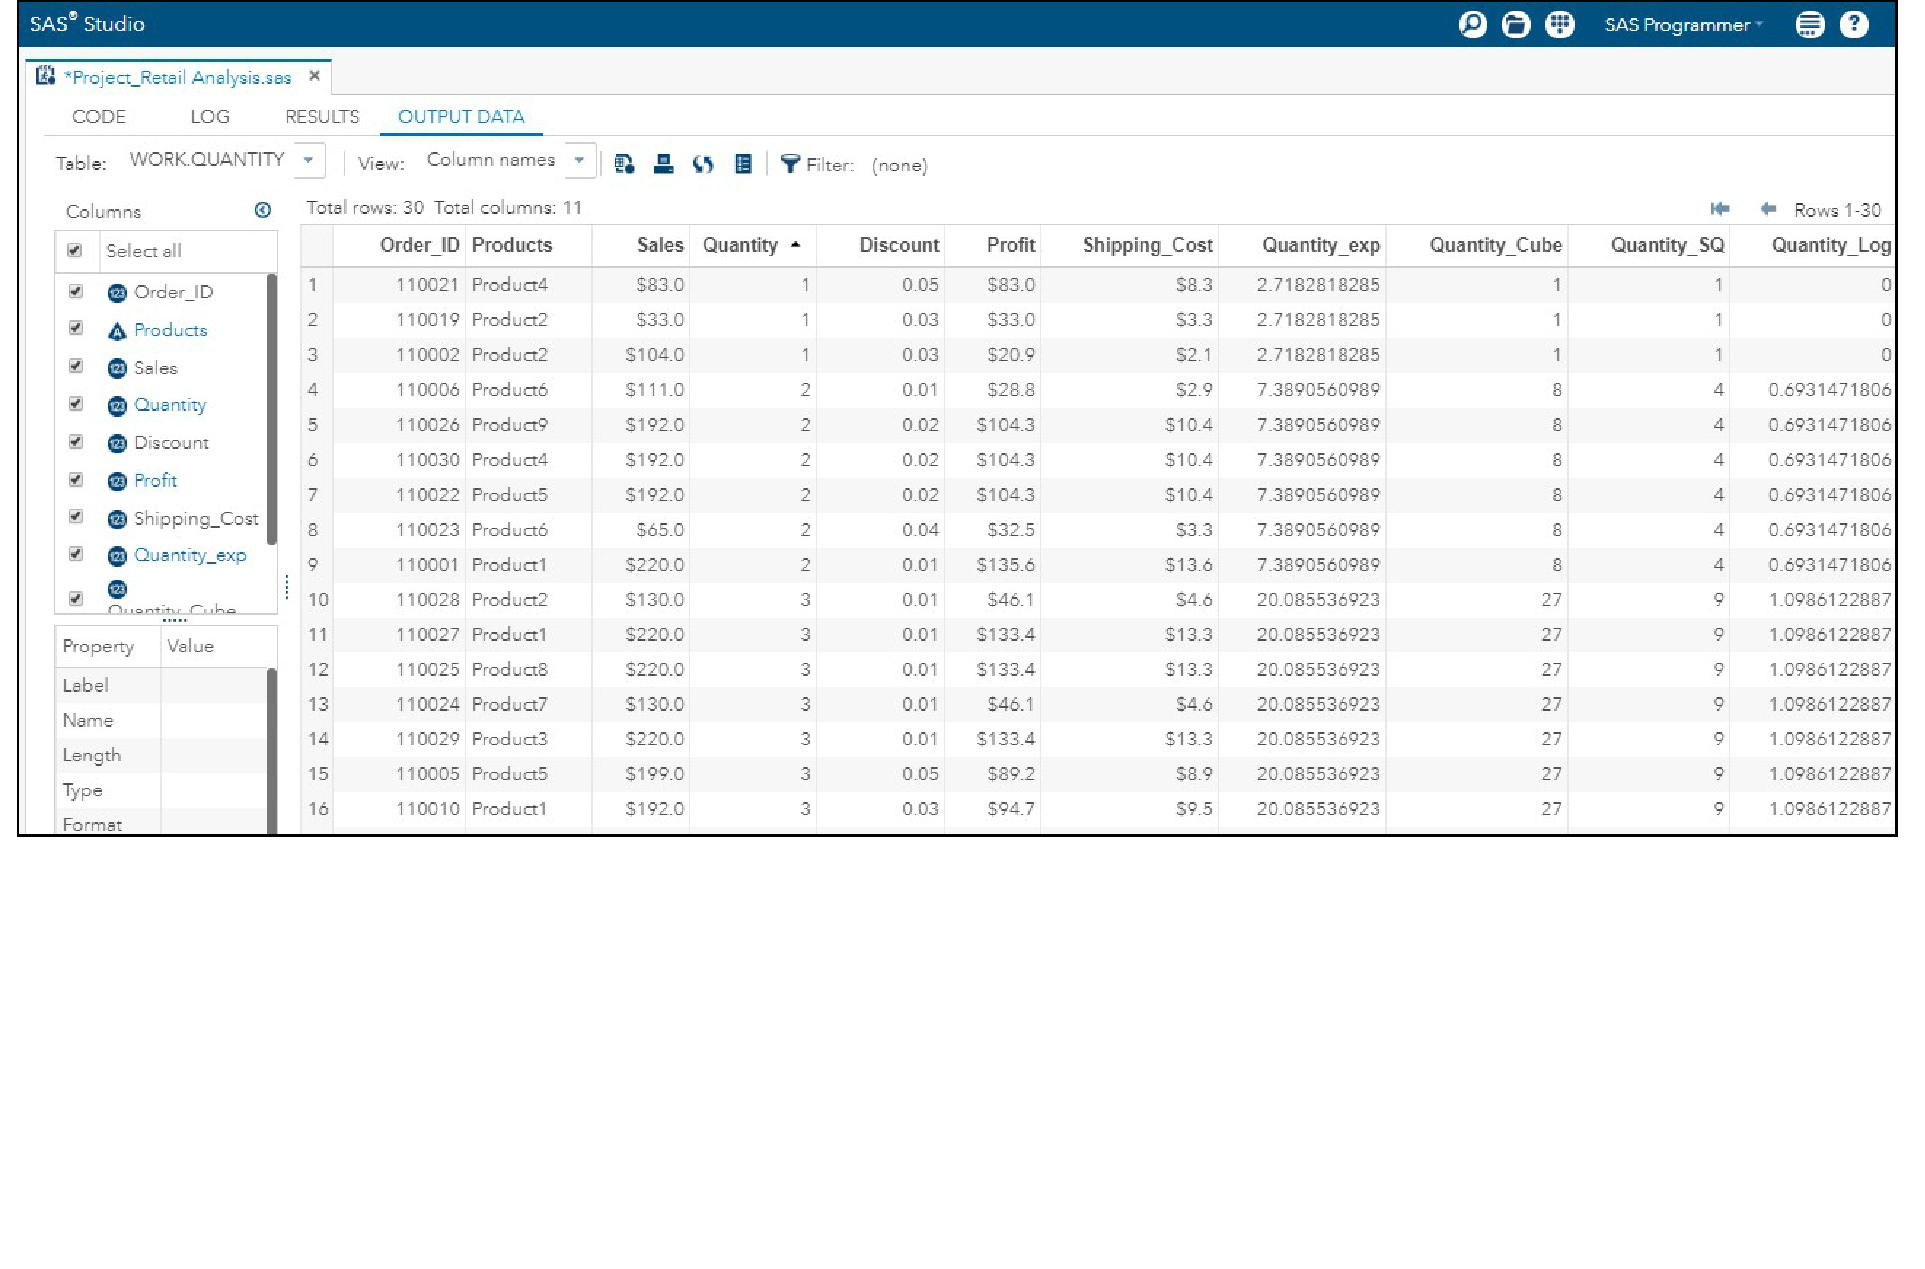 SAS® Studio
SAS Programmer
*Project_Retail Analysis.sas
CODE LOG RESULTS OUTPUT DATA
Table: WORK.QUANTITY View: Column names Filter: (none)
Columns
Select all
Order_ID
Products
Sales
Quantity
Discount
Profit
Shipping_Cost
Quantity_exp
Quantity_Cube
Property Value
Label
Name
Length
Type
Format
Total rows: 30 Total columns: 11 Rows 1-30
Order_ID Products Sales Quantity Discount Profit Shipping_Cost Quantity_exp Quantity_Cube Quantity_SQ Quantity_Log
1 110021 Product4 $83.0 1 0.05 $83.0 $8.3 2.7182818285 1 1 0
2 110019 Product2 $33.0 1 0.03 $33.0 $3.3 2.7182818285 1 1 0
3 110002 Product2 $104.0 1 0.03 $20.9 $2.1 2.7182818285 1 1 0
4 110006 Product6 $111.0 2 0.01 $28.8 $2.9 7.3890560989 8 4 0.6931471806
5 110026 Product9 $192.0 2 0.02 $104.3 $10.4 7.3890560989 8 4 0.6931471806
6 110030 Product4 $192.0 2 0.02 $104.3 $10.4 7.3890560989 8 4 0.6931471806
7 110022 Product5 $192.0 2 0.02 $104.3 $10.4 7.3890560989 8 4 0.6931471806
8 110023 Product6 $65.0 2 0.04 $32.5 $3.3 7.3890560989 8 4 0.6931471806
9 110001 Product1 $220.0 2 0.01 $135.6 $13.6 7.3890560989 8 4 0.6931471806
10 110028 Product2 $130.0 3 0.01 $46.1 $4.6 20.085536923 27 9 1.0986122887
11 110027 Product1 $220.0 3 0.01 $133.4 $13.3 20.085536923 27 9 1.0986122887
12 110025 Product8 $220.0 3 0.01 $133.4 $13.3 20.085536923 27 9 1.0986122887
13 110024 Product7 $130.0 3 0.01 $46.1 $4.6 20.085536923 27 9 1.0986122887
14 110029 Product3 $220.0 3 0.01 $133.4 $13.3 20.085536923 27 9 1.0986122887
15 110005 Product5 $199.0 3 0.05 $89.2 $8.9 20.085536923 27 9 1.0986122887
16 110010 Product1 $192.0 3 0.03 $94.7 $9.5 20.085536923 27 9 1.0986122887